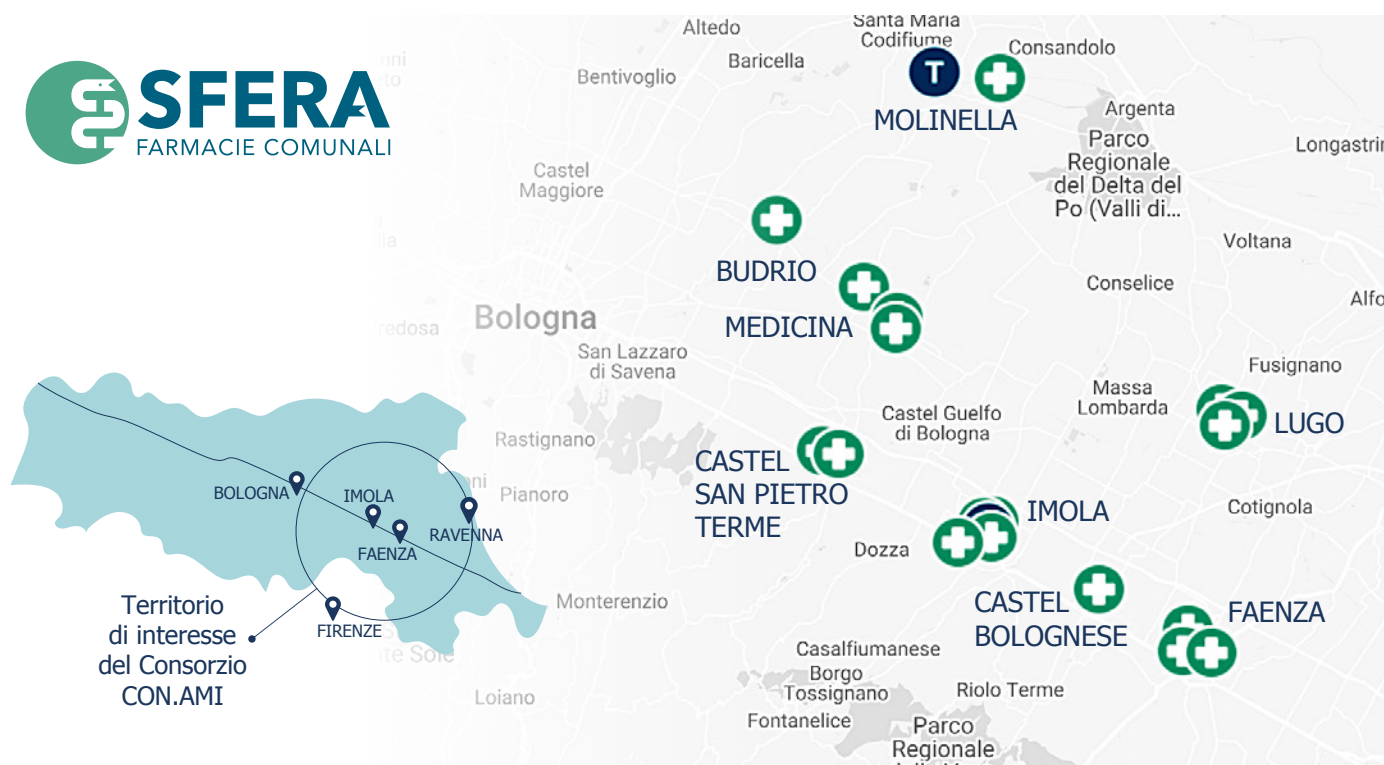 SFERA
FARMACIE COMUNALI
Altedo
Santa Maria
Codifiume
Baricella
Consandolo
Bentivoglio
T
MOLINELLA
Argenta
Parco
Regionale
del Delta del
Po (Valli di...
Longastrin
Castel
Maggiore
BUDRIO
Voltana
Conselice
Alfo
Bologna
MEDICINA
San Lazzaro
di Savena
Fusignano
Massa
Lombarda
LUGO
Castel Guelfo
di Bologna
Rastignano
CASTEL
SAN PIETRO
TERME
Pianoro
Cotignola
IMOLA
Dozza
Monterenzio
CASTEL
BOLOGNESE
FAENZA
Casalfiumanese
Borgo
Tossignano
Riolo Terme
Fontanelice
Loiano
Parco
Regionale
BOLOGNA
IMOLA
FAENZA
RAVENNA
FIRENZE
Territorio
di interesse
del Consorzio
CON.AMI